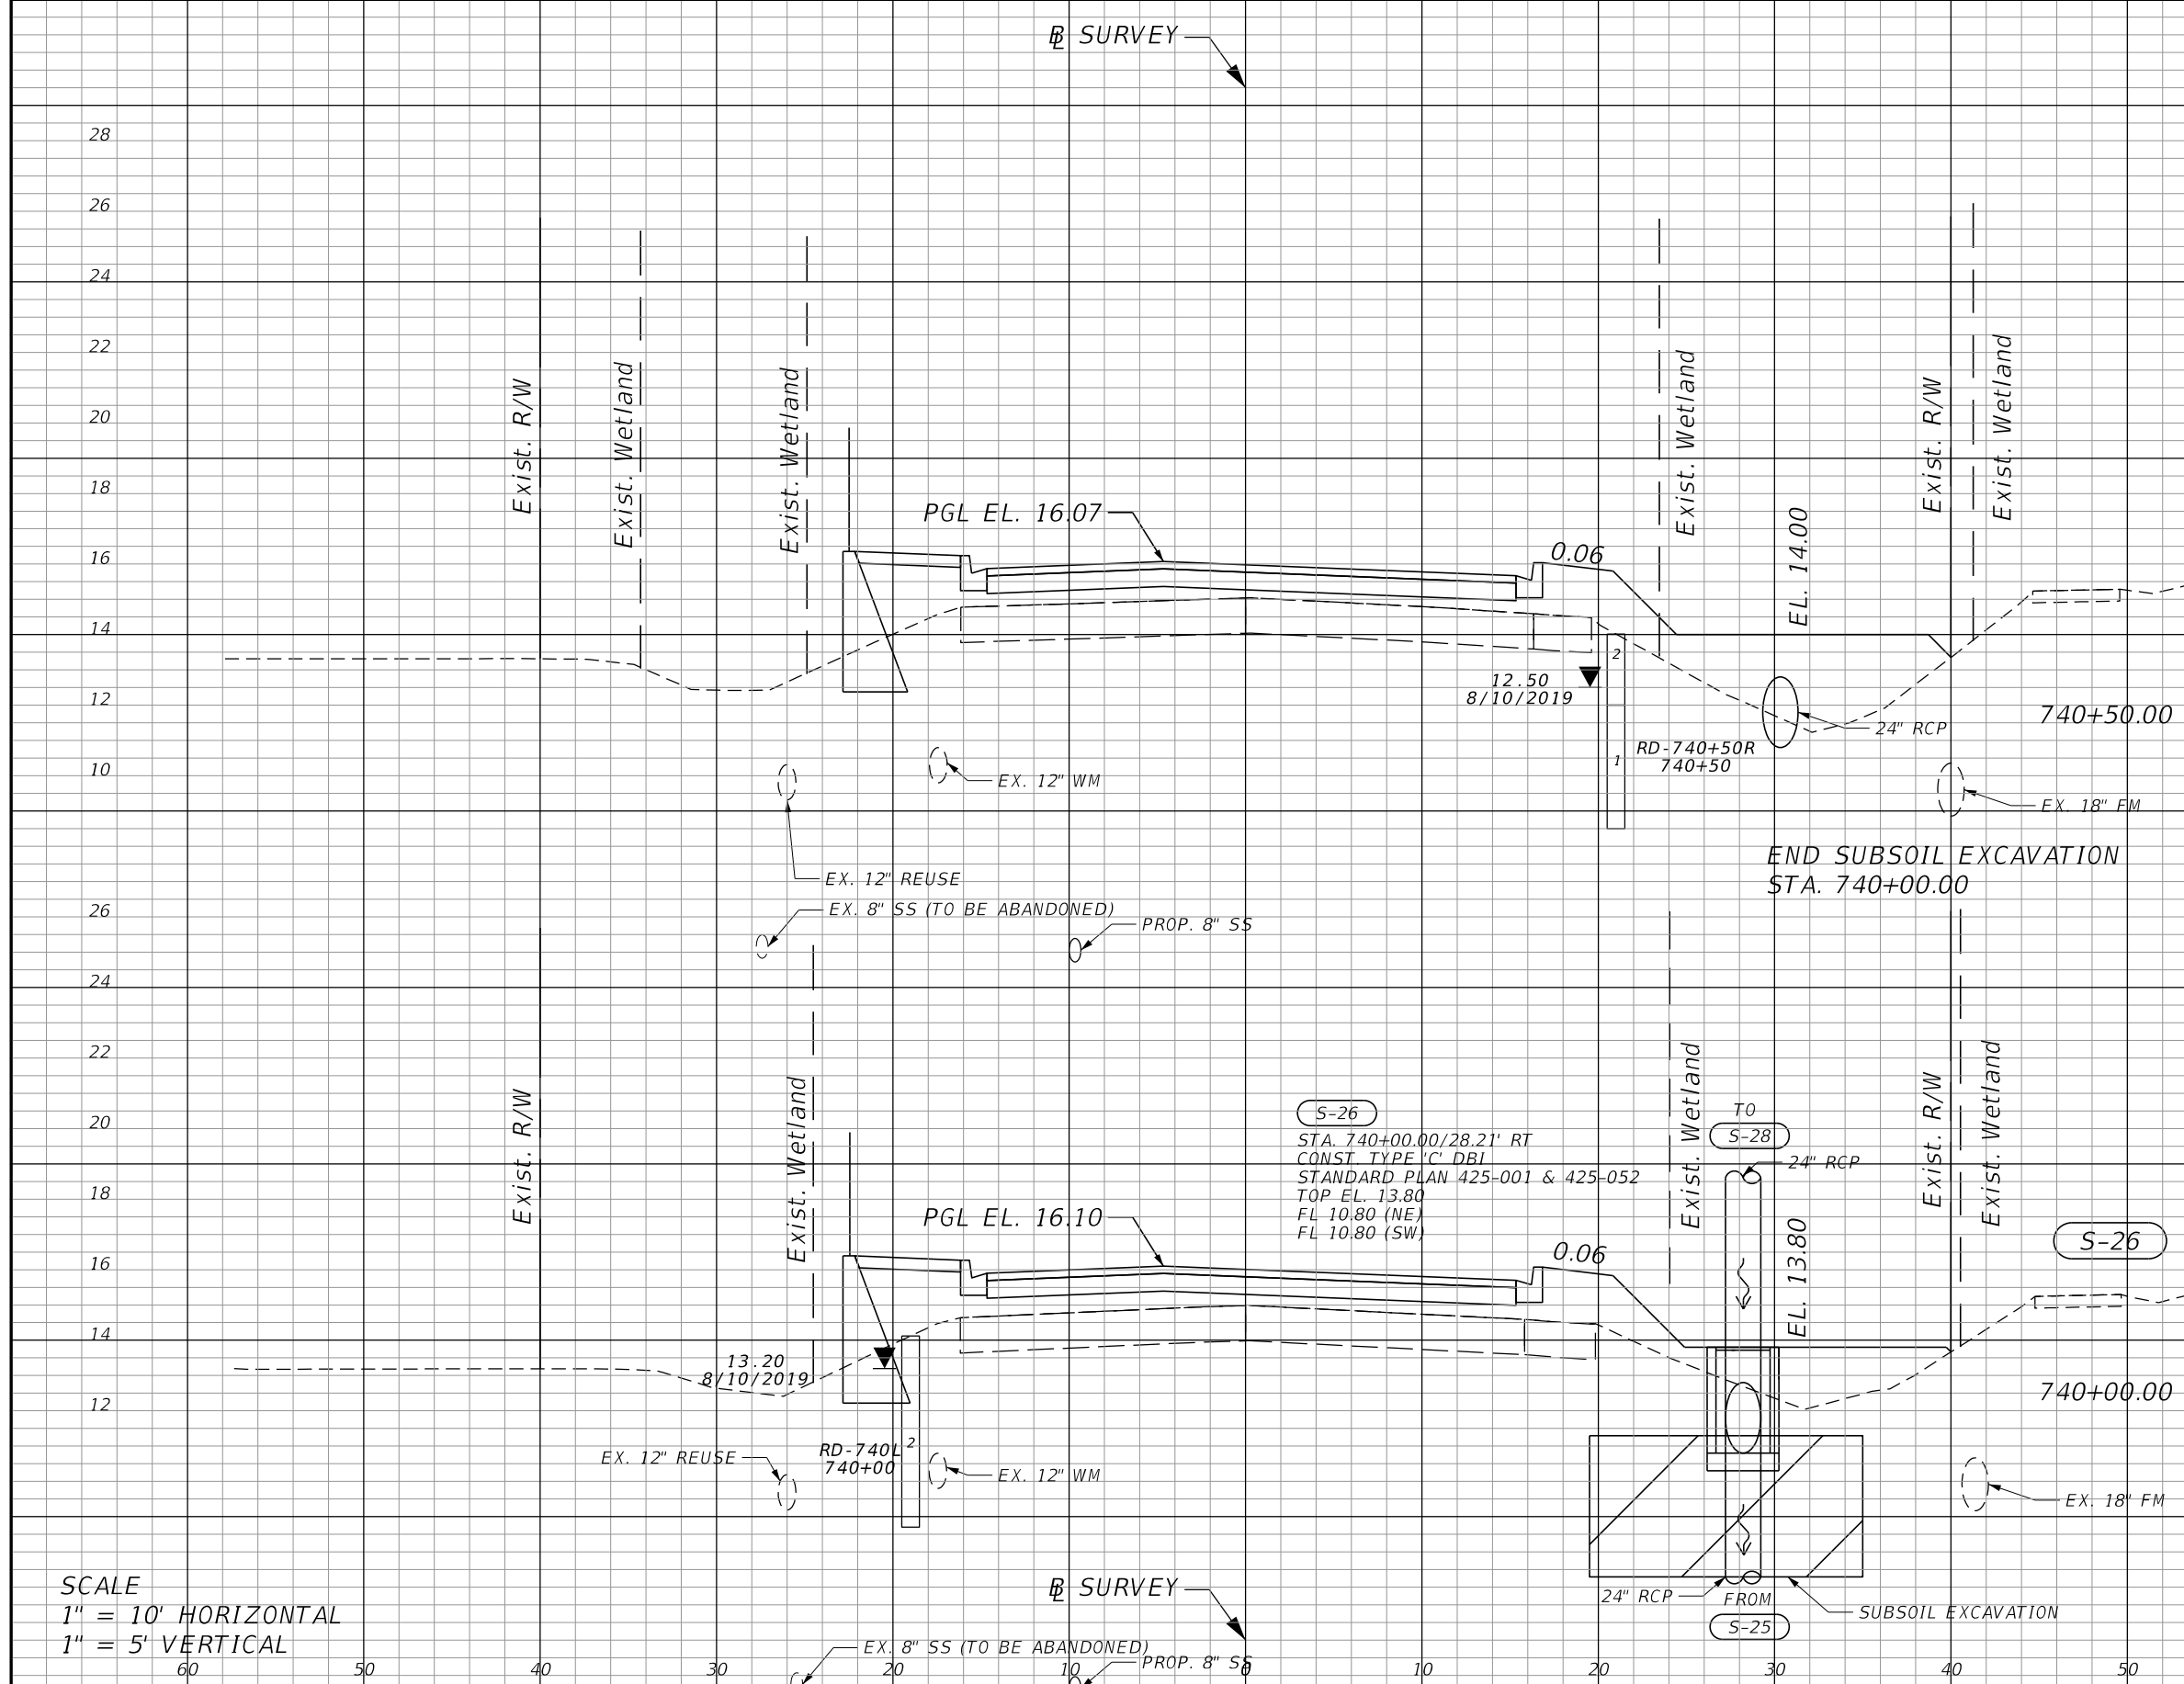 BL SURVEY
28
26
24
22
20
18
16
14
12
10
Exist. R/W
Exist. Wetland
Exist. Wetland
Exist. Wetland
Exist. R/W
Exist. Wetland
PGL EL. 16.07
0.06
EL. 14.00
12.50
8/10/2019
2
1
RD-740+50R
740+50
24" RCP
740+50.00
EX. 12" WM
EX. 18" FM
EX. 12" REUSE
END SUBSOIL EXCAVATION
STA. 740+00.00
EX. 8" SS (TO BE ABANDONED)
PROP. 8" SS
26
24
22
20
18
16
14
12
Exist. R/W
Exist. Wetland
Exist. Wetland
Exist. R/W
Exist. Wetland
S-26
STA. 740+00.00/28.21' RT
CONST. TYPE 'C' DBI
STANDARD PLAN 425-001 & 425-052
TOP EL. 13.80
FL 10.80 (NE)
FL 10.80 (SW)
TO
S-28
24" RCP
PGL EL. 16.10
0.06
EL. 13.80
S-26
13.20
8/10/2019
740+00.00
RD-740L
740+00
2
EX. 12" REUSE
EX. 12" WM
EX. 18" FM
24" RCP
FROM
S-25
SUBSOIL EXCAVATION
SCALE
1" = 10' HORIZONTAL
1" = 5' VERTICAL
BL SURVEY
EX. 8" SS (TO BE ABANDONED)
PROP. 8" SS
60 50 40 30 20 10 0 10 20 30 40 50